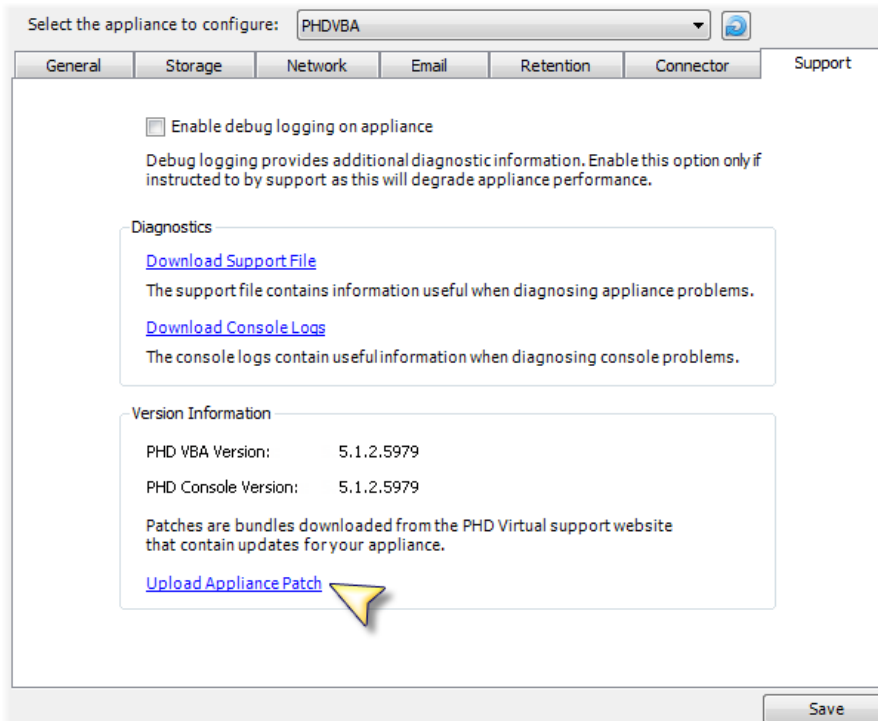 Select the appliance to configure: PHDVBA
General Storage Network Email Retention Connector Support
Enable debug logging on appliance
Debug logging provides additional diagnostic information. Enable this option only if
instructed to by support as this will degrade appliance performance.
Diagnostics
Download Support File
The support file contains information useful when diagnosing appliance problems.
Download Console Logs
The console logs contain useful information when diagnosing console problems.
Version Information
PHD VBA Version: 5.1.2.5979
PHD Console Version: 5.1.2.5979
Patches are bundles downloaded from the PHD Virtual support website
that contain updates for your appliance.
Upload Appliance Patch
Save